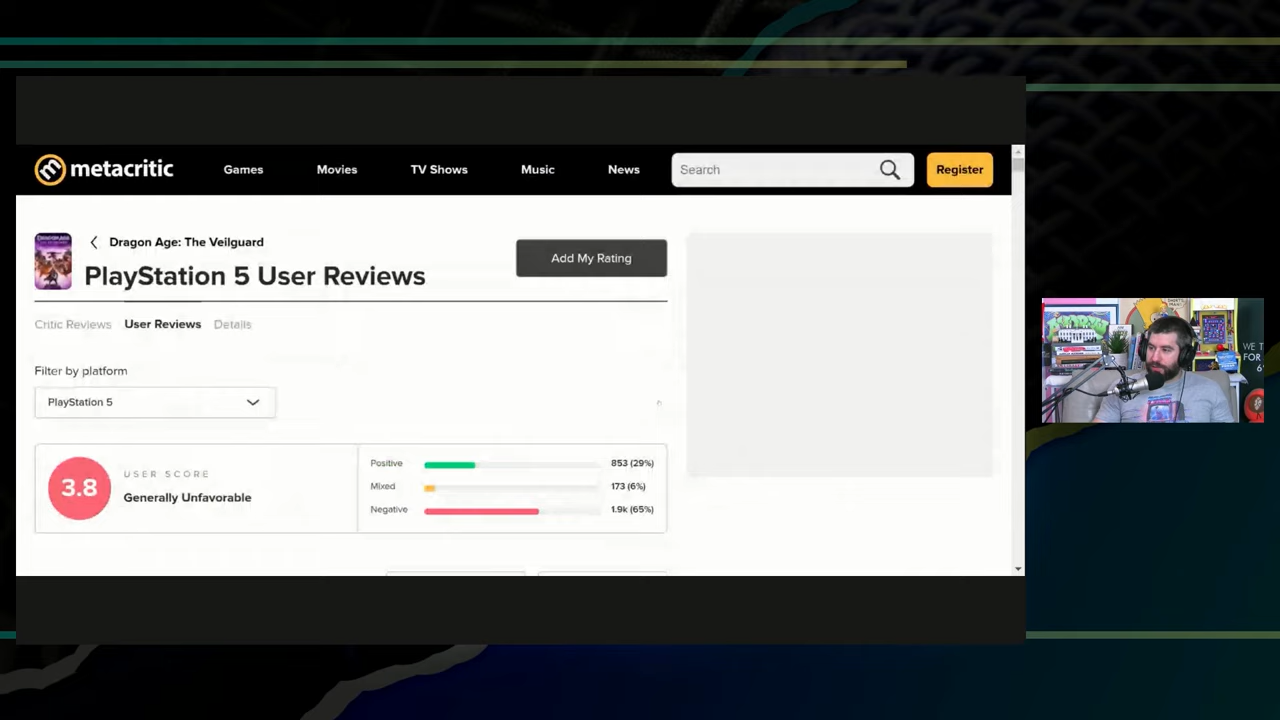 metacritic
Games Movies TV Shows Music News Search Register
Dragon Age: The Veilguard
PlayStation 5 User Reviews
Add My Rating
Critic Reviews User Reviews Details
Filter by platform
PlayStation 5
3.8
USER SCORE
Generally Unfavorable
Positive 853 (29%)
Mixed 173 (6%)
Negative 1.9k (65%)
WE T
FOR